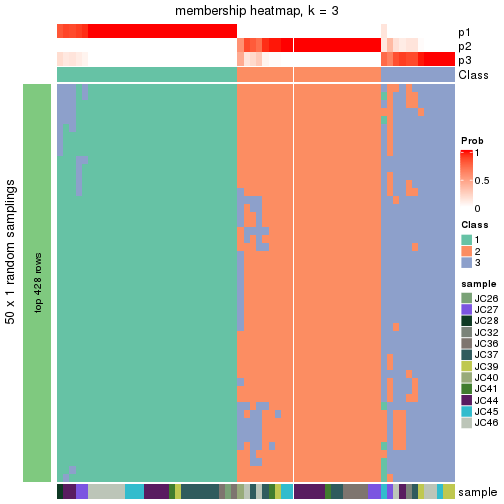 membership heatmap, k = 3
p1
p2
p3
Class
50 x 1 random samplings
top 428 rows
Prob
1
0.5
0
Class
1
2
3
sample
JC26
JC27
JC28
JC32
JC36
JC37
JC39
JC40
JC41
JC44
JC45
JC46
sample